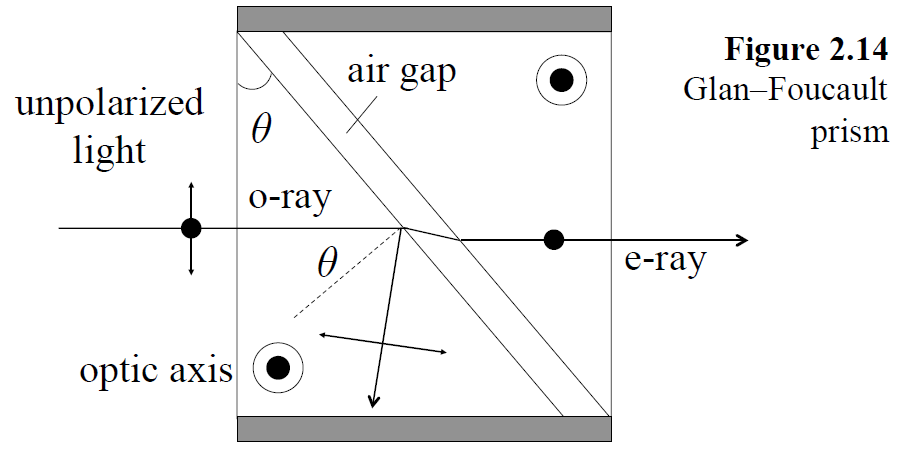 Figure 2.14
Glan–Foucault
prism
air gap
unpolarized
light
θ
o-ray
θ
e-ray
optic axis